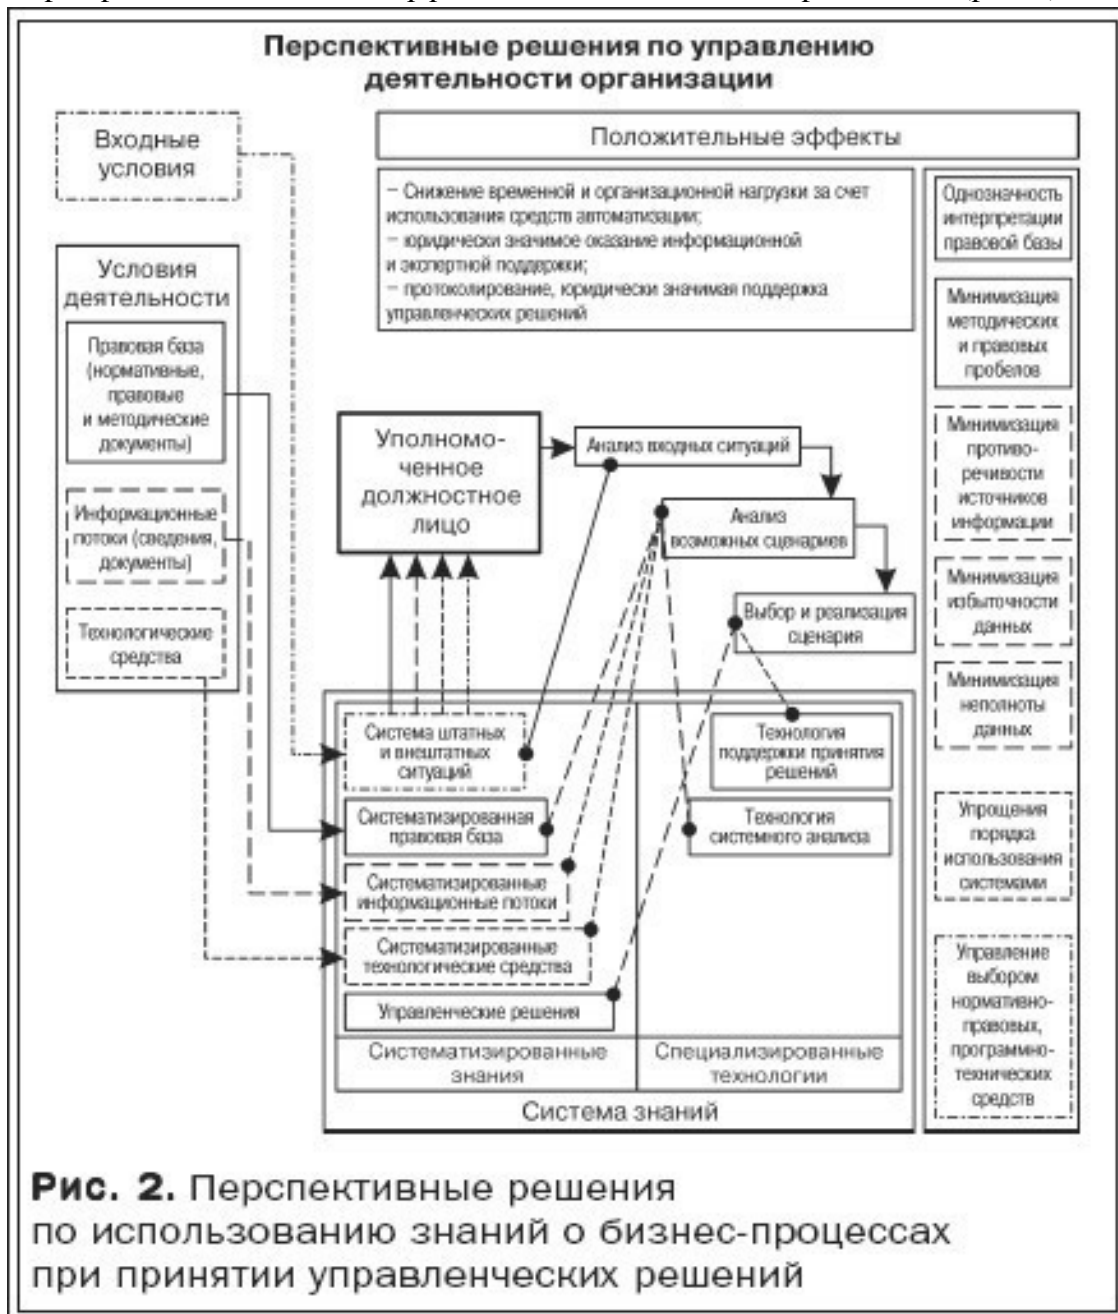 Перспективные решения по управлению
деятельности организации
Входные
условия
Положительные эффекты
– Снижение временной и организационной нагрузки за счет
использования средств автоматизации;
– юридически значимое оказание информационной
и экспертной поддержки;
– протоколирование, юридически значимая поддержка
управленческих решений
Условия
деятельности
Правовая база
(нормативные,
правовые
и методические
документы)
Информационные
потоки (сведения,
документы)
Технологические
средства
Уполномо-
ченное
должностное
лицо
Анализ входных ситуаций
Анализ
возможных сценариев
Выбор и реализация
сценария
Система штатных
и внештатных
ситуаций
Систематизированная
правовая база
Систематизированные
информационные потоки
Систематизированные
технологические средства
Управленческие решения
Систематизированные
знания
Технология
поддержки принятия
решений
Технология
системного анализа
Специализированные
технологии
Система знаний
Однозначность
интерпретации
правовой базы
Минимизация
методических
и правовых
пробелов
Минимизация
противо-
речивости
источников
информации
Минимизация
избыточности
данных
Минимизация
неполноты
данных
Упрощения
порядка
использования
системами
Управление
выбором
нормативно-
правовых,
программно-
технических
средств
Рис. 2. Перспективные решения
по использованию знаний о бизнес-процессах
при принятии управленческих решений